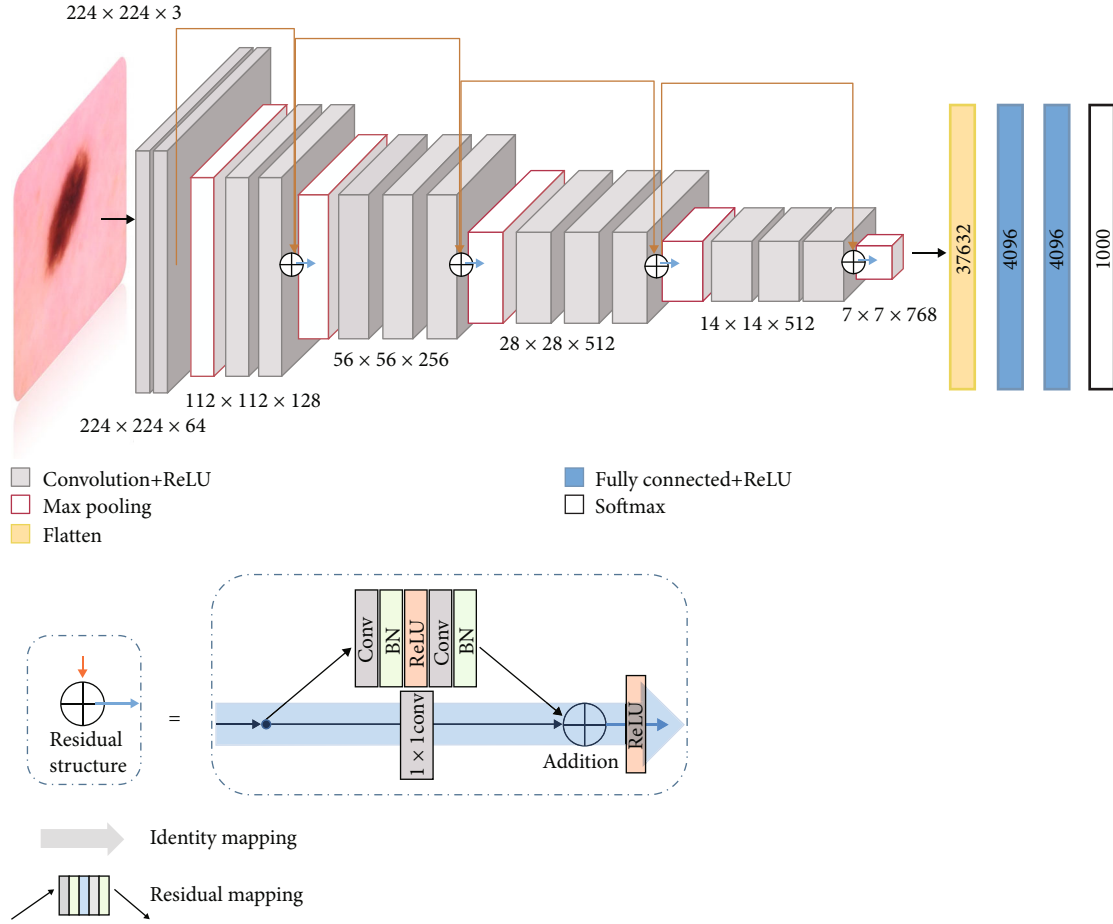 224 × 224 × 3
224 × 224 × 64
112 × 112 × 128
56 × 56 × 256
28 × 28 × 512
14 × 14 × 512
7 × 7 × 768
37632
4096
4096
1000
Convolution+ReLU
Max pooling
Flatten
Fully connected+ReLU
Softmax
Residual
structure
=
Conv
BN
ReLU
Conv
BN
1 × 1conv
Addition
ReLU
Identity mapping
Residual mapping